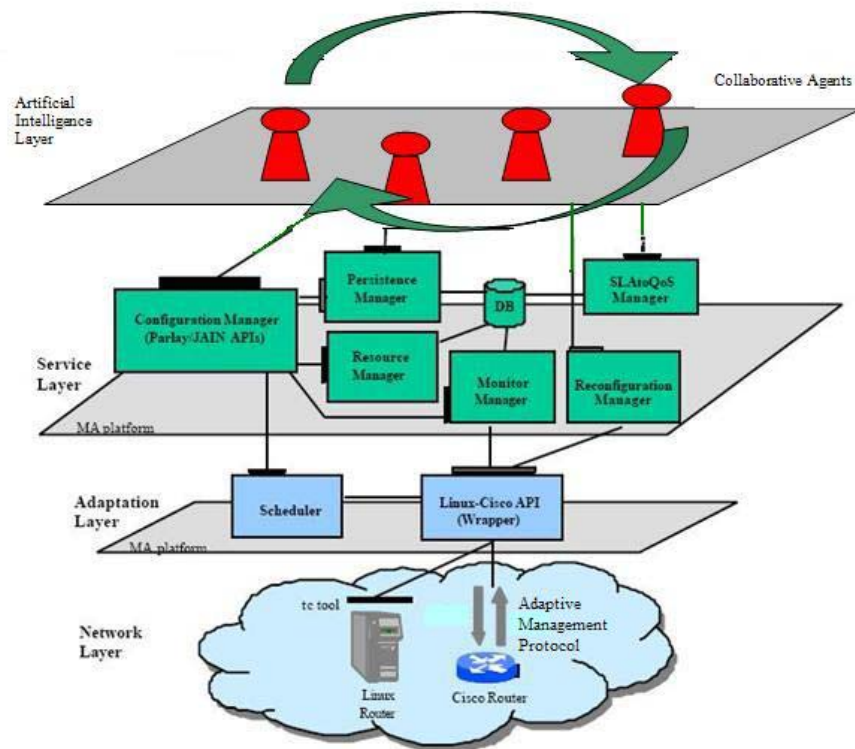 Artificial
Intelligence
Layer
Collaborative Agents
Persistence
Manager
DB
SLAtoQoS
Manager
Configuration Manager
(Parlay/JAIN APIs)
Service
Layer
Resource
Manager
Monitor
Manager
Reconfiguration
Manager
MA platform
Adaptation
Layer
Scheduler
Linux-Cisco API
(Wrapper)
MA platform
Network
Layer
tc tool
Adaptive
Management
Protocol
Linux
Router
Cisco Router